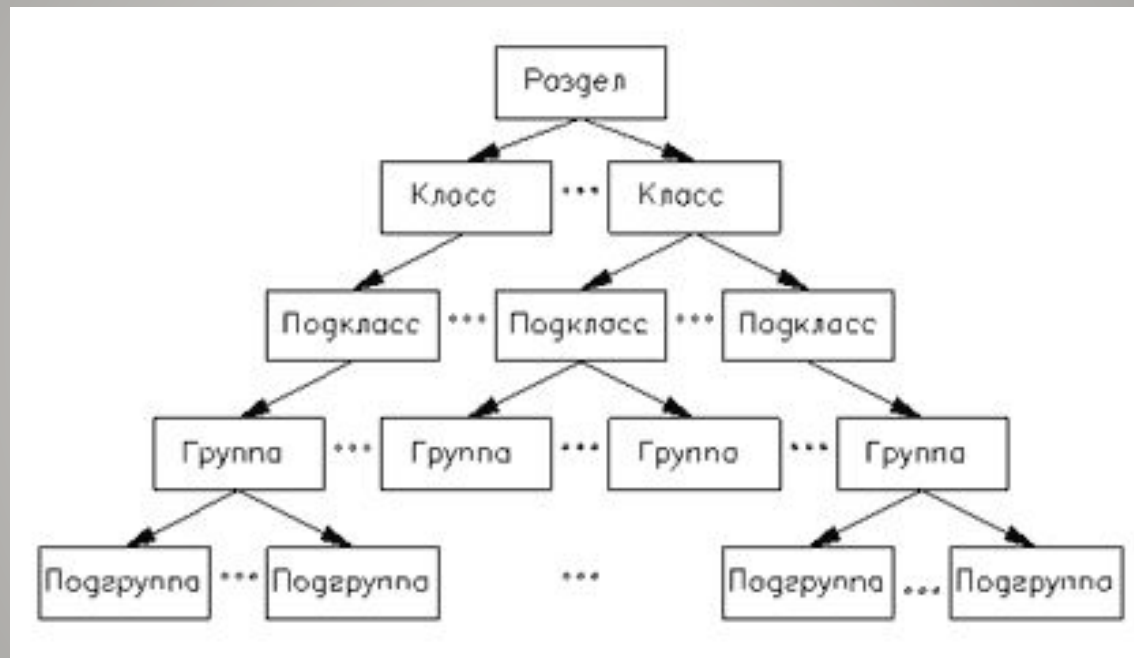 Раздел
Класс ... Класс
Подкласс ... Подкласс ... Подкласс
Группа ... Группа ... Группа ... Группа
Подгруппа ... Подгруппа ... Подгруппа ... Подгруппа